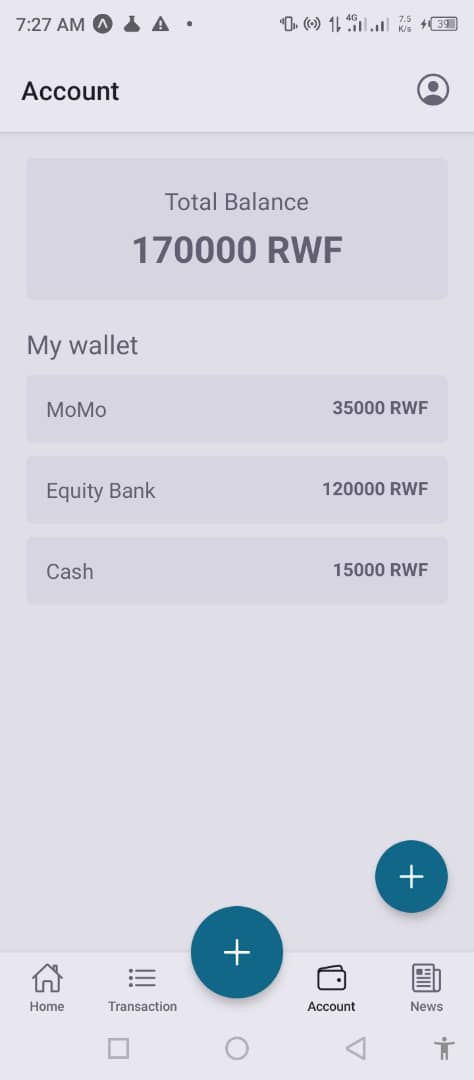 7:27 AM 4G 7.5 K/s 39
Account
Total Balance
170000 RWF
My wallet
MoMo 35000 RWF
Equity Bank 120000 RWF
Cash 15000 RWF
Home Transaction Account News